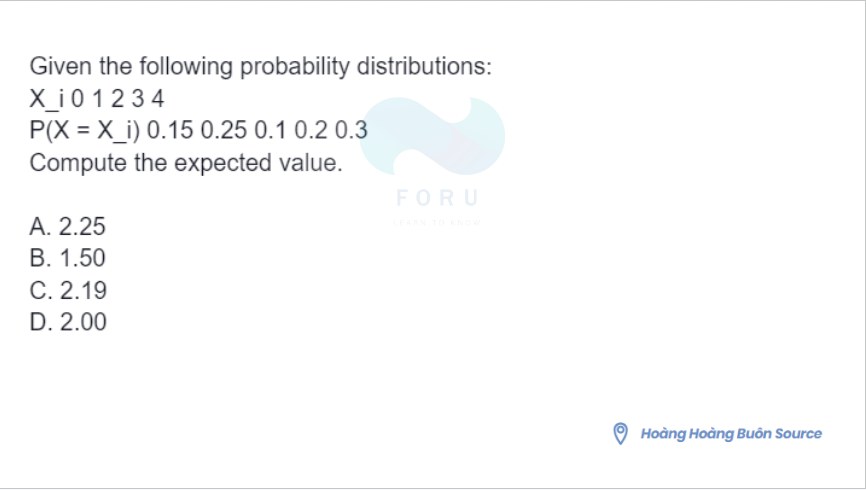 Given the following probability distributions:
X_i 0 1 2 3 4
P(X = X_i) 0.15 0.25 0.1 0.2 0.3
Compute the expected value.
FORU
A. 2.25
B. 1.50
C. 2.19
D. 2.00
Hoàng Hoàng Buôn Source